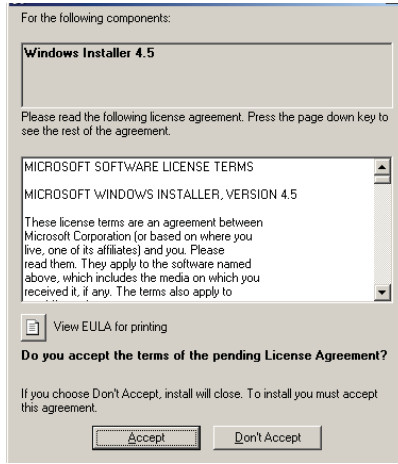 For the following components:
Windows Installer 4.5
Please read the following license agreement. Press the page down key to
see the rest of the agreement.
MICROSOFT SOFTWARE LICENSE TERMS
MICROSOFT WINDOWS INSTALLER, VERSION 4.5
These license terms are an agreement between
Microsoft Corporation (or based on where you
live, one of its affiliates) and you. Please
read them. They apply to the software named
above, which includes the media on which you
received it, if any. The terms also apply to
View EULA for printing
Do you accept the terms of the pending License Agreement?
If you choose Don't Accept, install will close. To install you must accept
this agreement.
Accept
Don't Accept